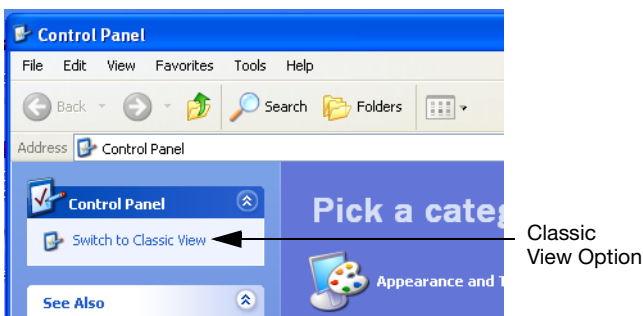 Control Panel
File Edit View Favorites Tools Help
Back Search Folders
Address Control Panel
Control Panel
Switch to Classic View
See Also
Pick a cate
Appearance and T
Classic
View Option